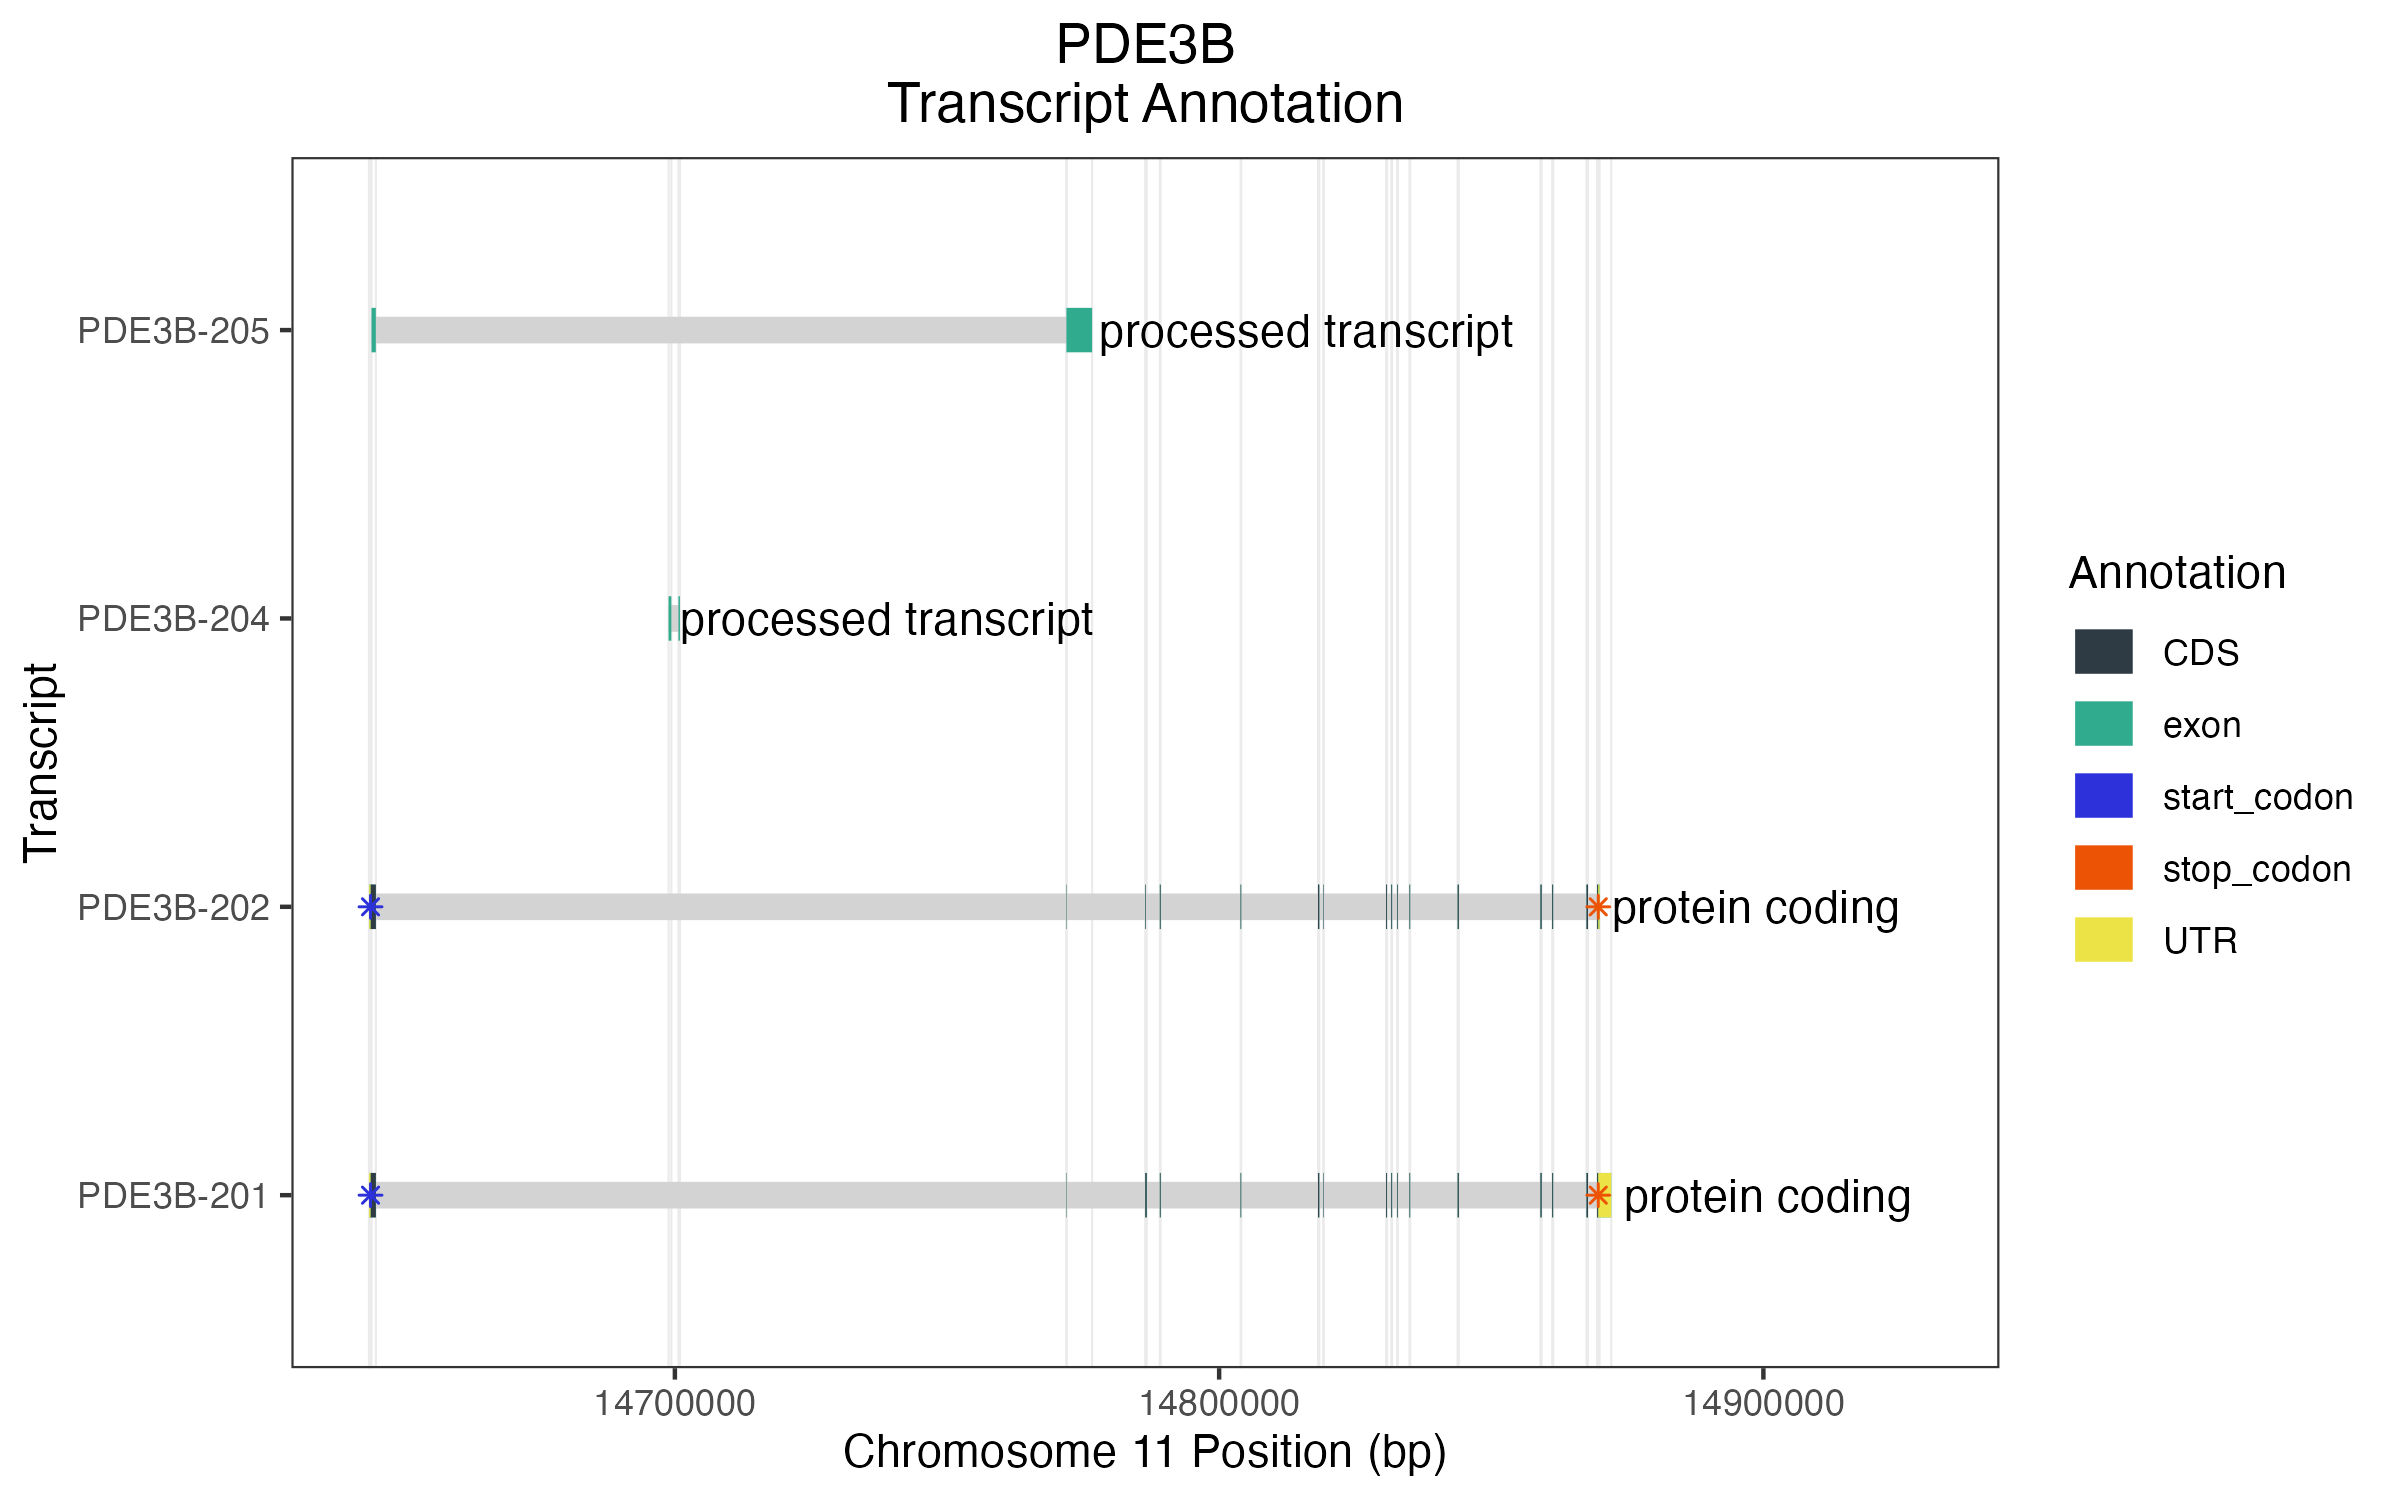 PDE3B
Transcript Annotation
PDE3B-205
processed transcript
PDE3B-204
processed transcript
PDE3B-202
protein coding
PDE3B-201
protein coding
Transcript
14700000
14800000
14900000
Chromosome 11 Position (bp)
Annotation
CDS
exon
start_codon
stop_codon
UTR